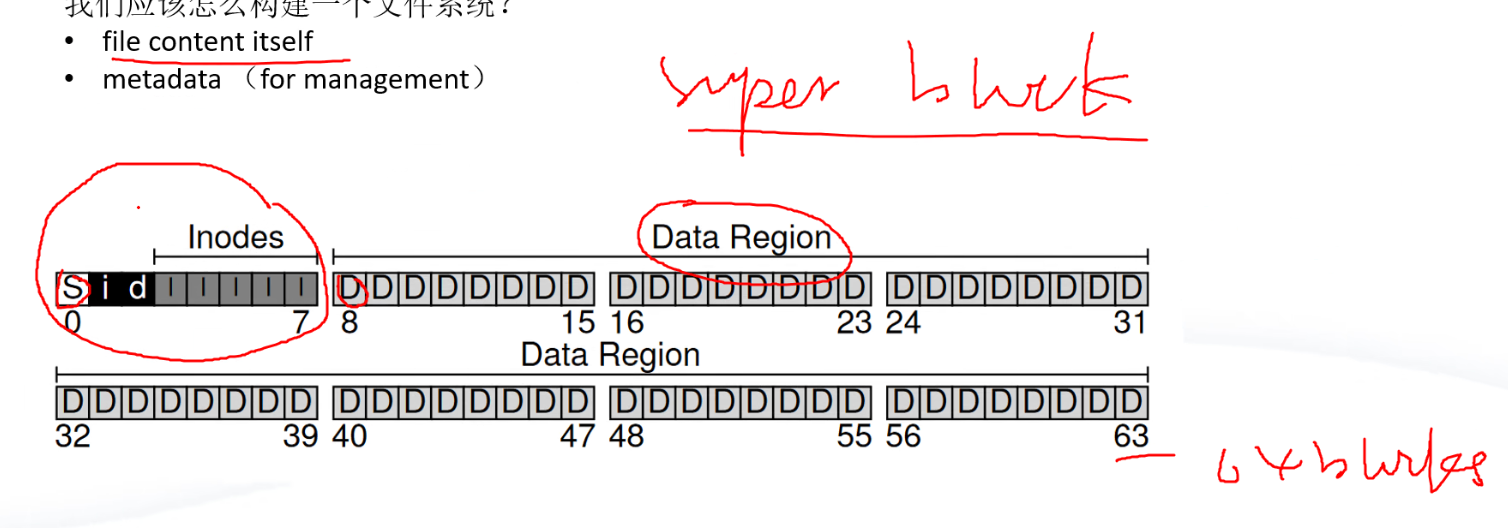 我们应该怎么构建一个文件系统？
• file content itself
• metadata （for management）
super block
Inodes Data Region
S i d I I I I I D D D D D D D D D D D D D D D D D D D D D D D D
0 7 8 15 16 23 24 31
Data Region
D D D D D D D D D D D D D D D D D D D D D D D D D D D D D D D D
32 39 40 47 48 55 56 63
64 blocks